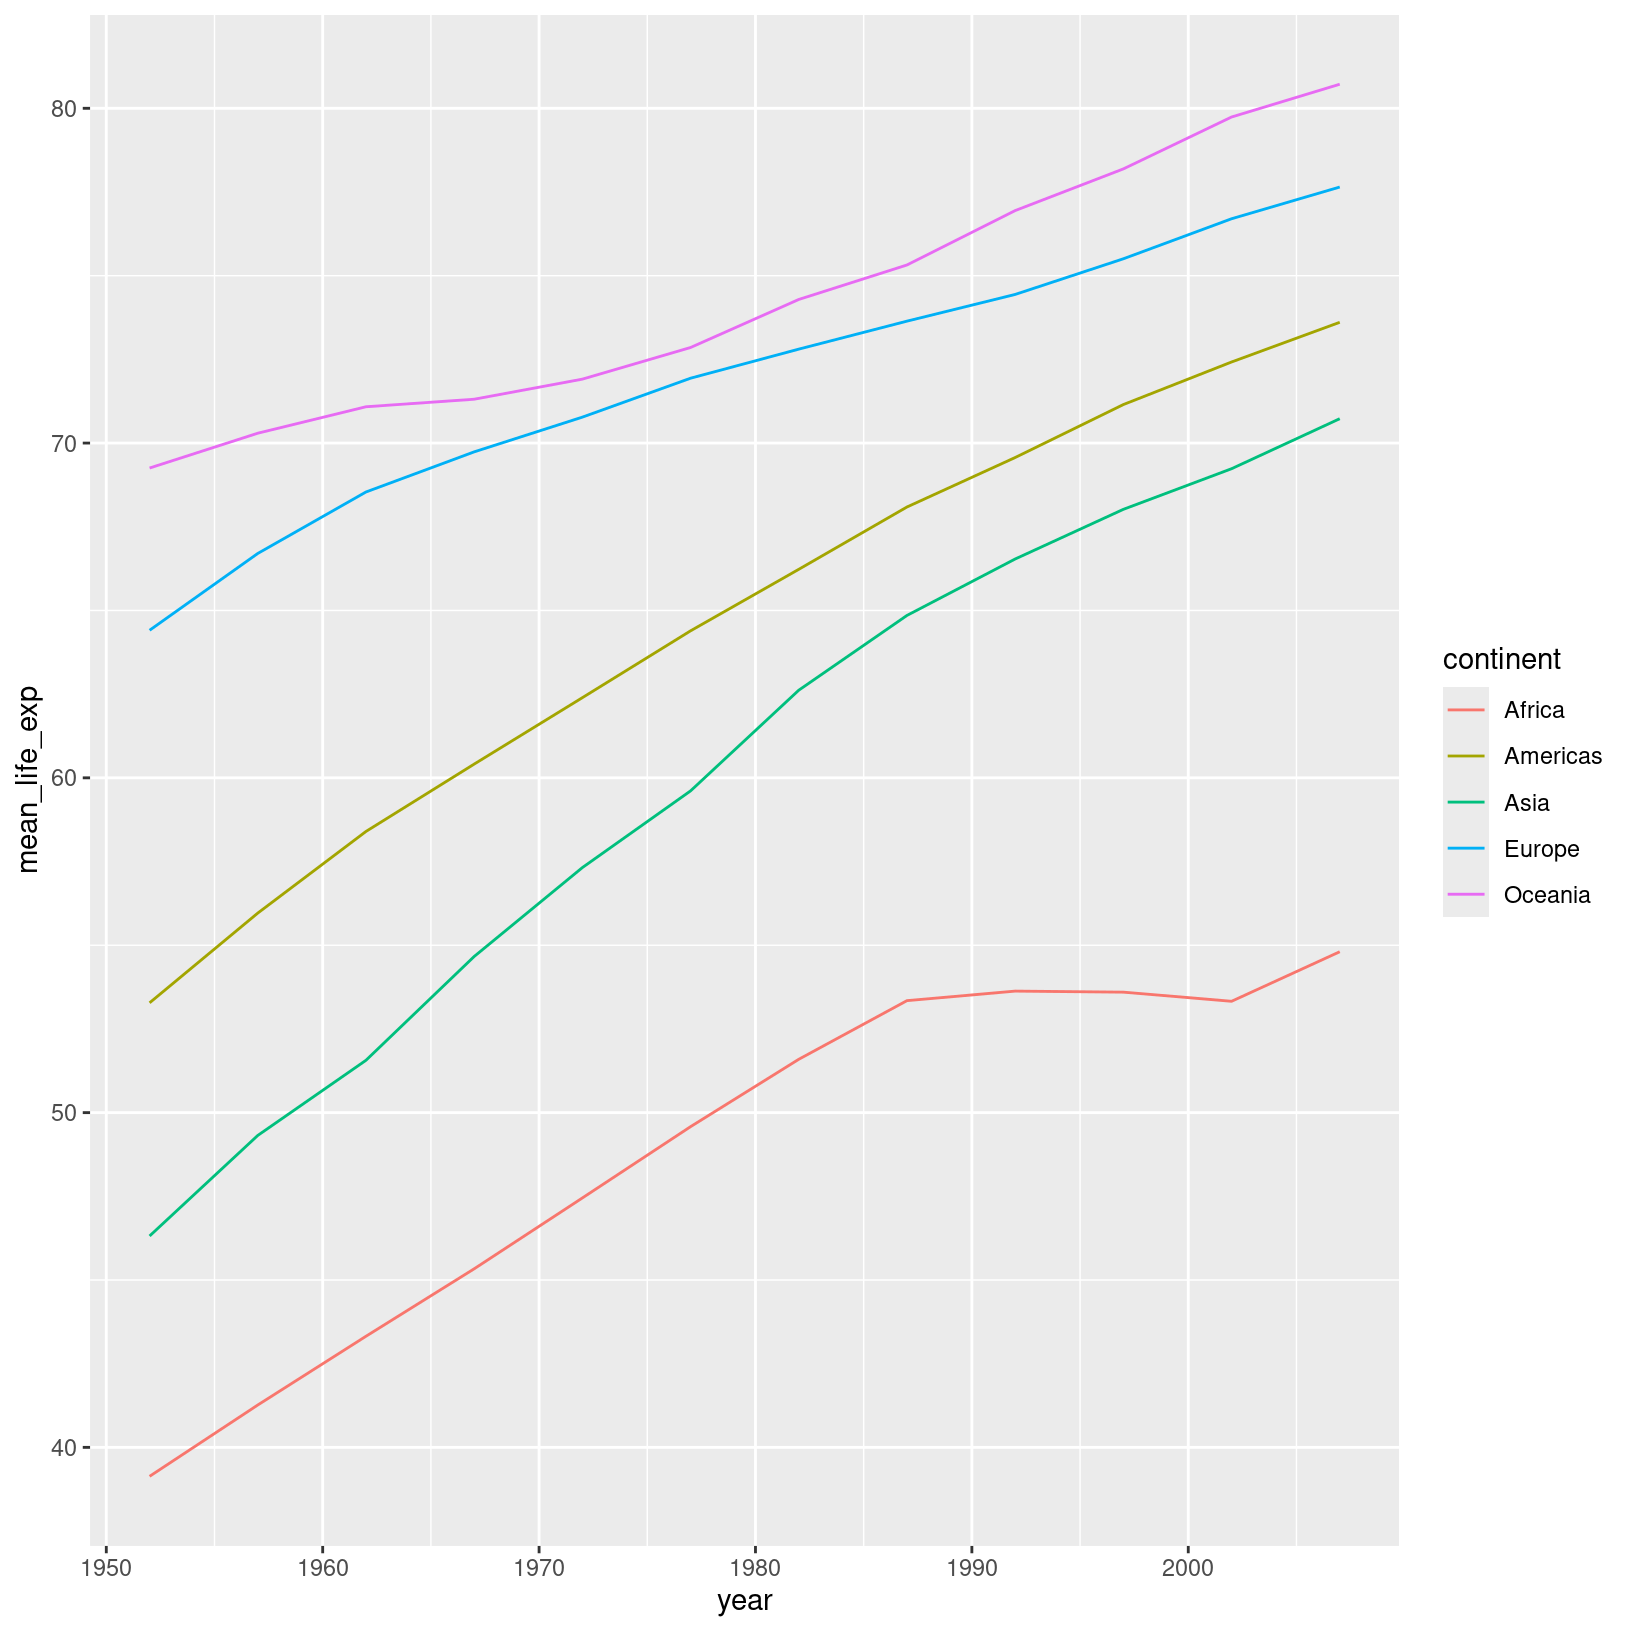 80
70
60
50
40
mean_life_exp
1950 1960 1970 1980 1990 2000
year
continent
Africa
Americas
Asia
Europe
Oceania